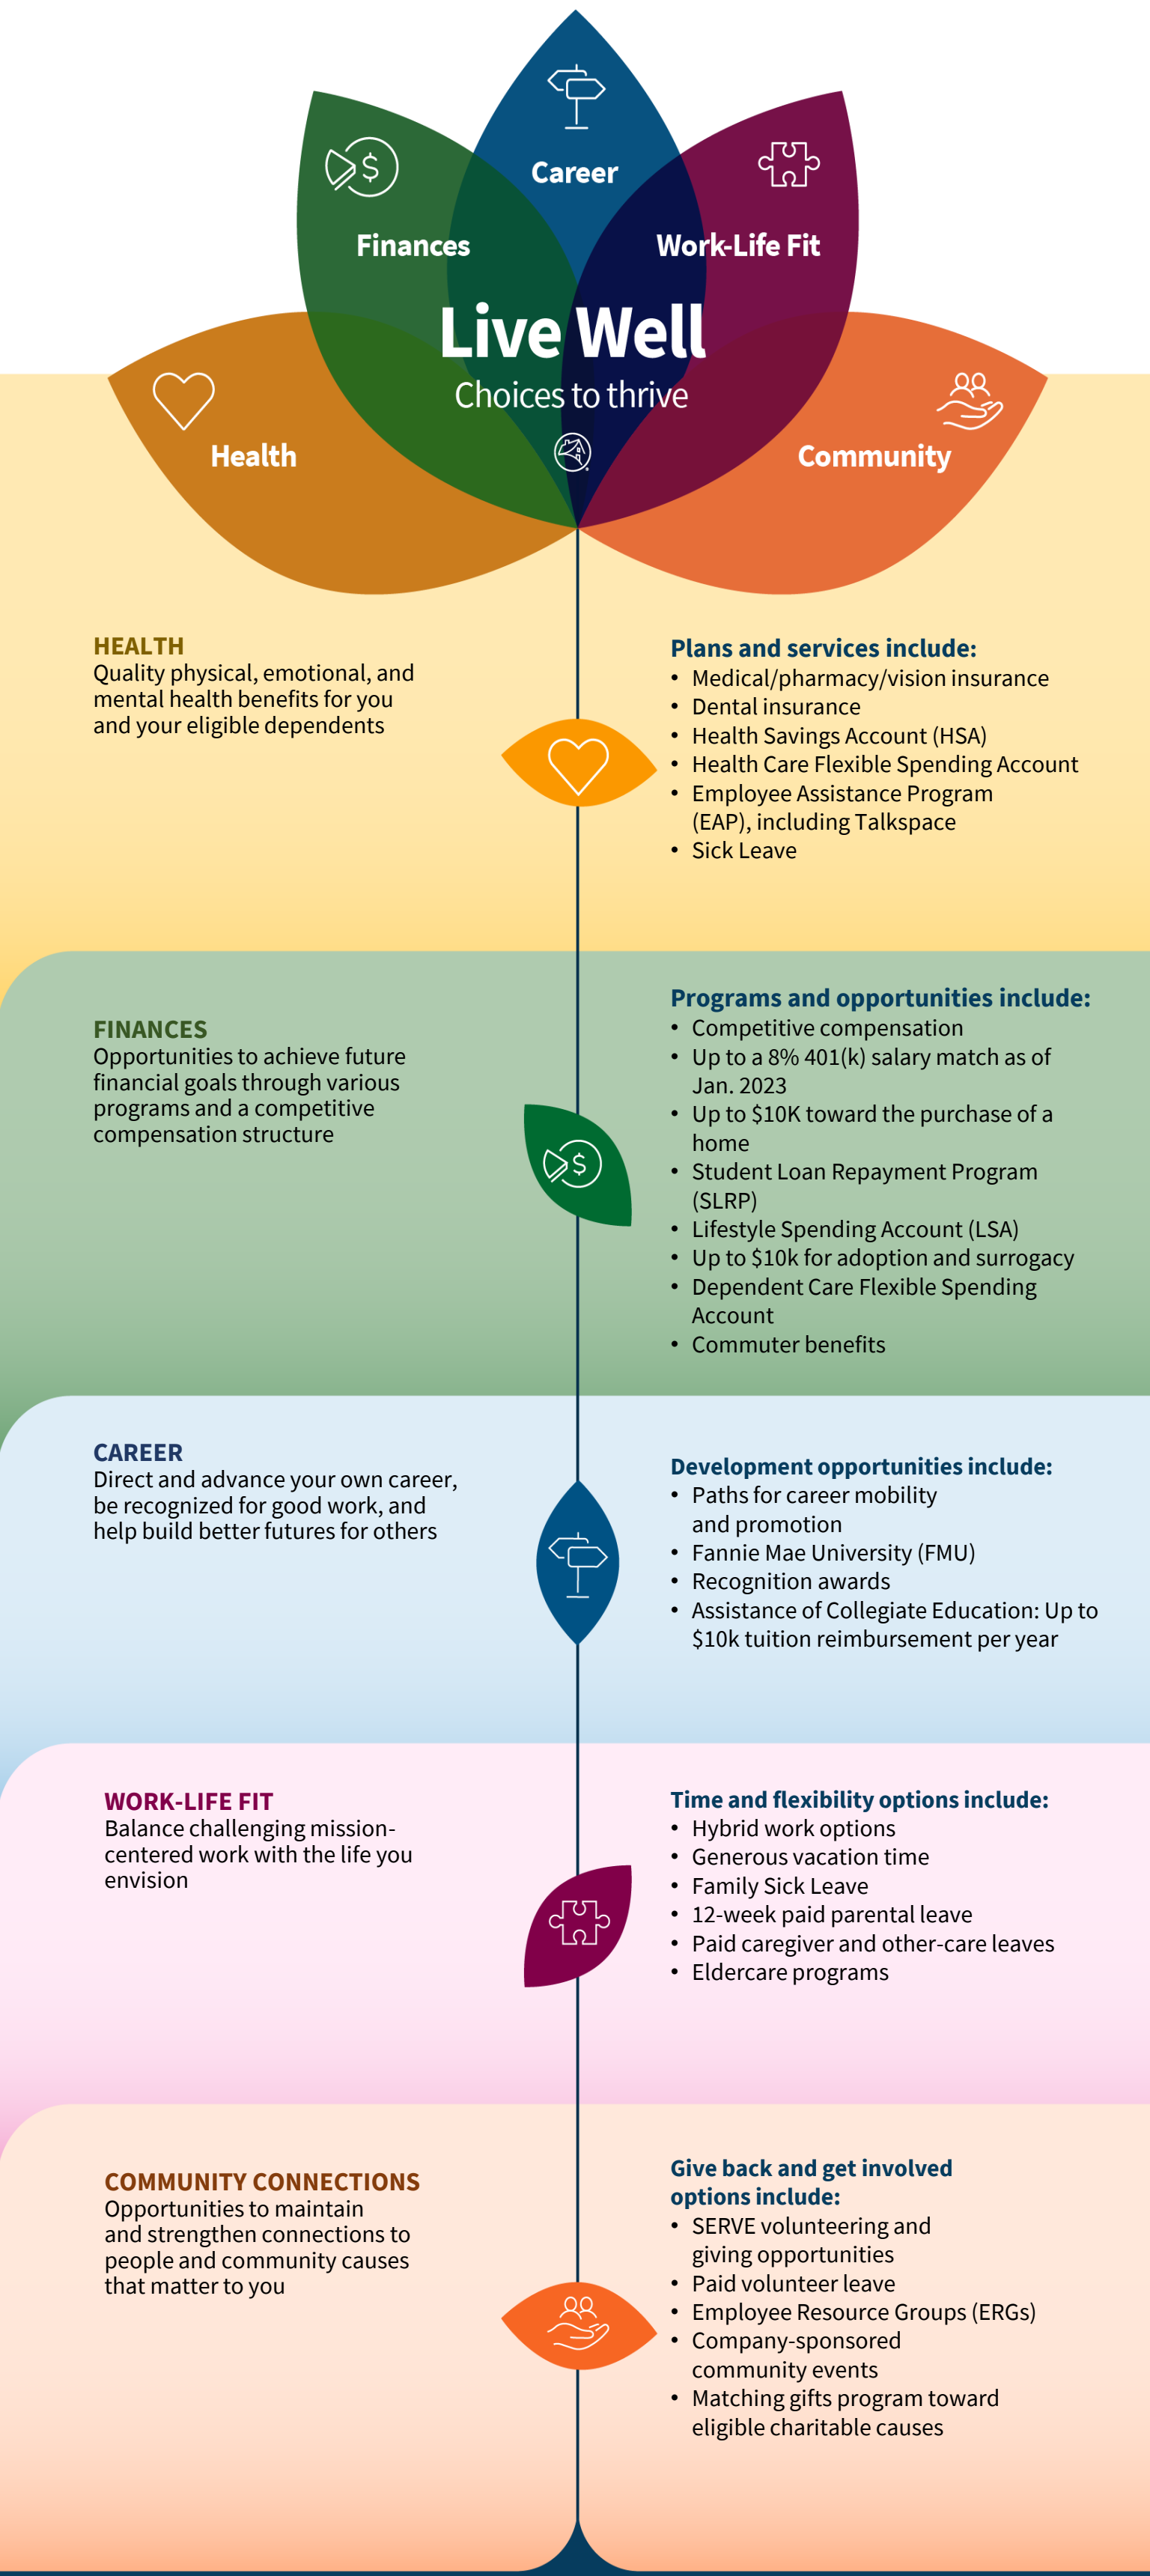 Career
Finances
Work-Life Fit
Live Well
Choices to thrive
Health
Community
HEALTH
Quality physical, emotional, and
mental health benefits for you
and your eligible dependents
Plans and services include:
• Medical/pharmacy/vision insurance
• Dental insurance
• Health Savings Account (HSA)
• Health Care Flexible Spending Account
• Employee Assistance Program
(EAP), including Talkspace
• Sick Leave
FINANCES
Opportunities to achieve future
financial goals through various
programs and a competitive
compensation structure
Programs and opportunities include:
• Competitive compensation
• Up to a 8% 401(k) salary match as of
Jan. 2023
• Up to $10K toward the purchase of a
home
• Student Loan Repayment Program
(SLRP)
• Lifestyle Spending Account (LSA)
• Up to $10k for adoption and surrogacy
• Dependent Care Flexible Spending
Account
• Commuter benefits
CAREER
Direct and advance your own career,
be recognized for good work, and
help build better futures for others
Development opportunities include:
• Paths for career mobility
and promotion
• Fannie Mae University (FMU)
• Recognition awards
• Assistance of Collegiate Education: Up to
$10k tuition reimbursement per year
WORK-LIFE FIT
Balance challenging mission-
centered work with the life you
envision
Time and flexibility options include:
• Hybrid work options
• Generous vacation time
• Family Sick Leave
• 12-week paid parental leave
• Paid caregiver and other-care leaves
• Eldercare programs
COMMUNITY CONNECTIONS
Opportunities to maintain
and strengthen connections to
people and community causes
that matter to you
Give back and get involved
options include:
• SERVE volunteering and
giving opportunities
• Paid volunteer leave
• Employee Resource Groups (ERGs)
• Company-sponsored
community events
• Matching gifts program toward
eligible charitable causes